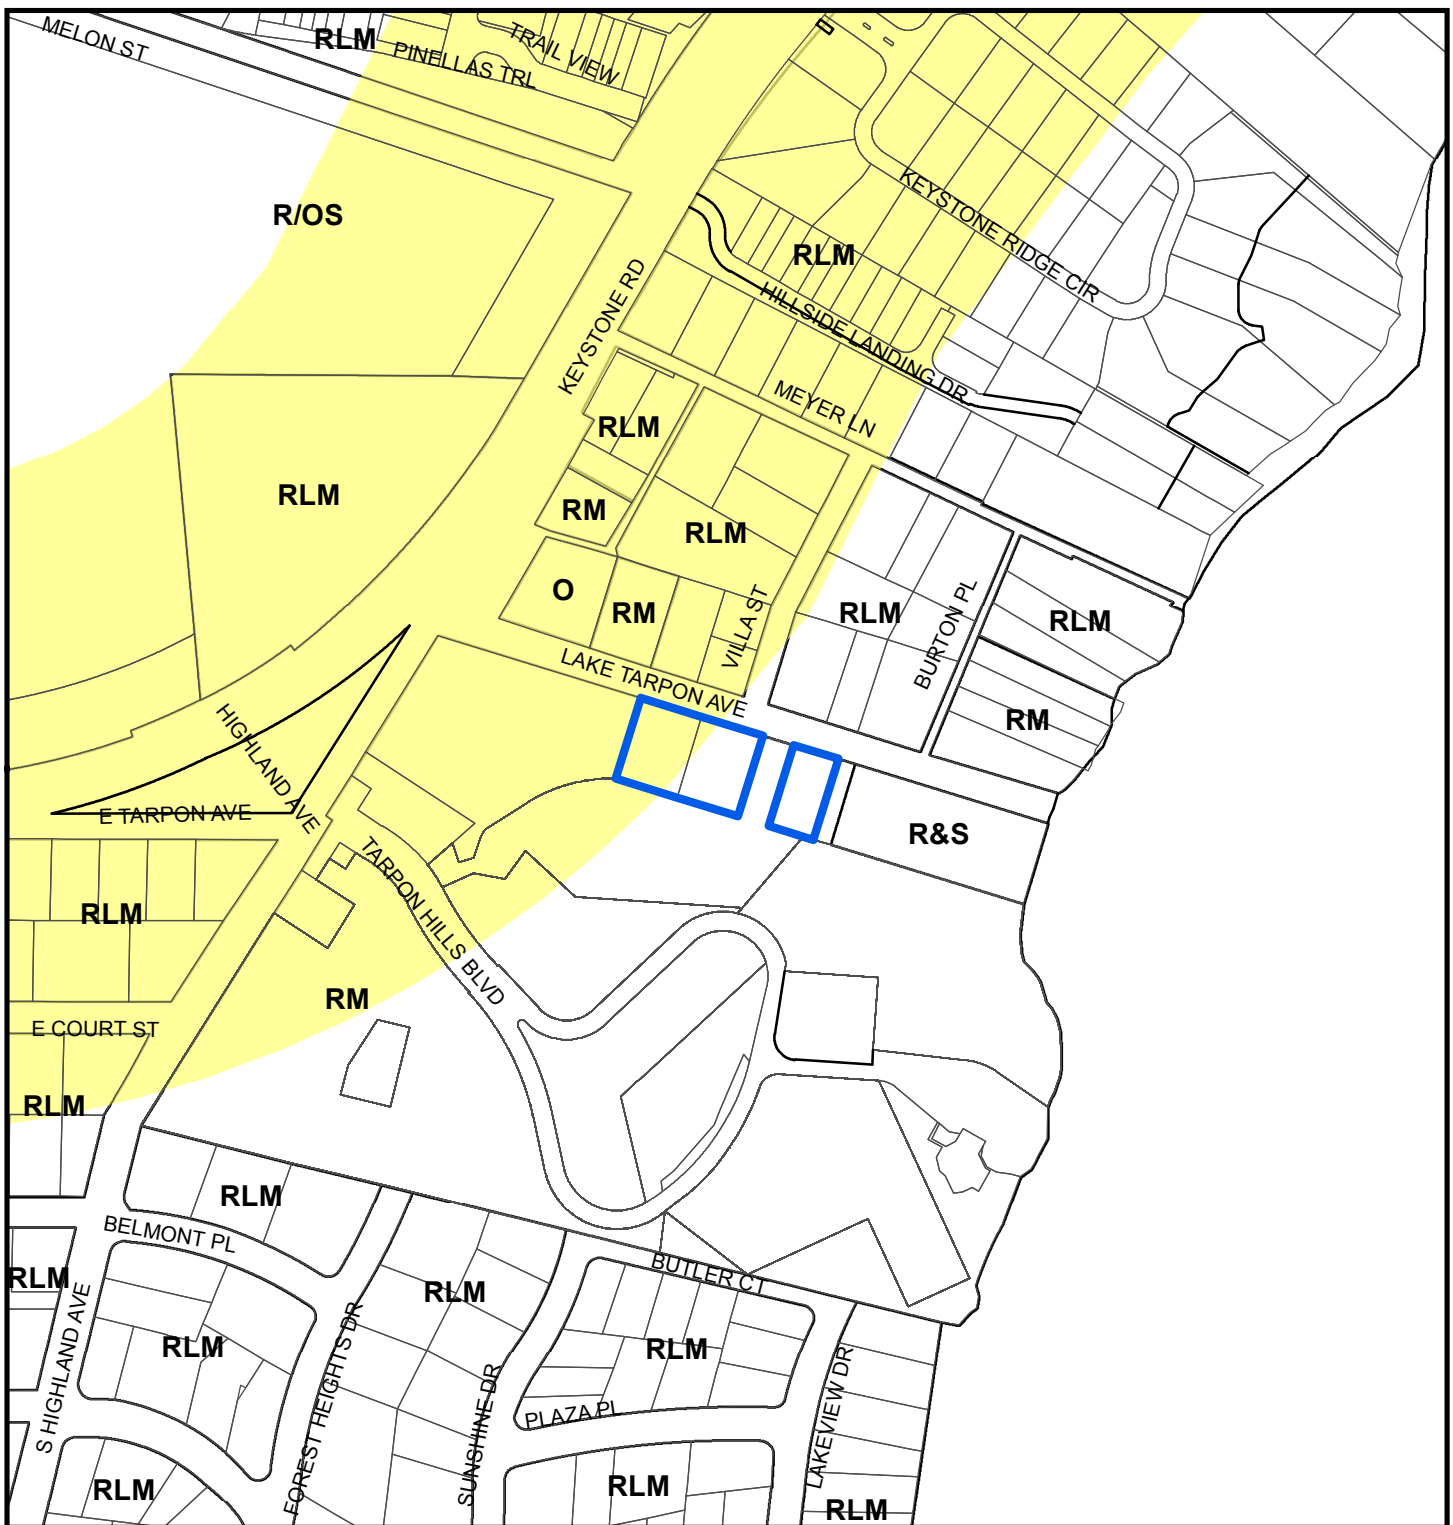 MELON ST
RLM
PINELLAS TRL
TRAIL VIEW
R/OS
KEYSTONE RIDGE CIR
RLM
KEYSTONE RD
HILLSIDE LANDING DR
MEYER LN
RLM
RLM
RM
RLM
O
RM
VILLA ST
RLM
BURTON PL
RLM
LAKE TARPON AVE
RM
HIGHLAND AVE
E TARPON AVE
R&S
TARPON HILLS BLVD
RLM
RM
E COURT ST
RLM
RLM
BELMONT PL
RLM
RLM
BUTLER CT
S HIGHLAND AVE
RLM
FOREST HEIGHTS DR
RLM
SUNSHINE DR
LAKEVIEW DR
PLAZA PL
RLM
RLM
RLM